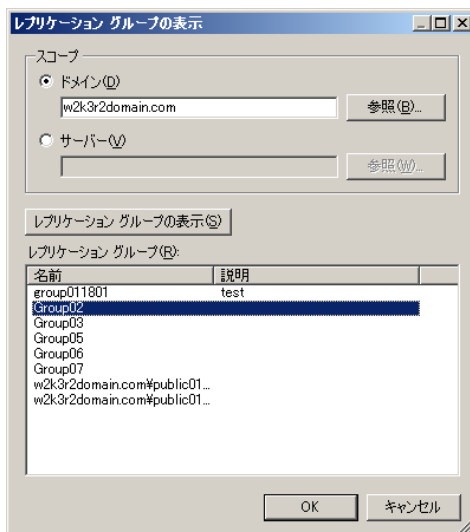 レプリケーション グループの表示
スコープ
ドメイン(D)
w2k3r2domain.com
参照(B)...
サーバー(V)
参照(W)...
レプリケーション グループの表示(S)
レプリケーション グループ(R):
名前 説明
group011801 test
Group02
Group03
Group05
Group06
Group07
w2k3r2domain.com¥public01...
w2k3r2domain.com¥public01...
OK キャンセル